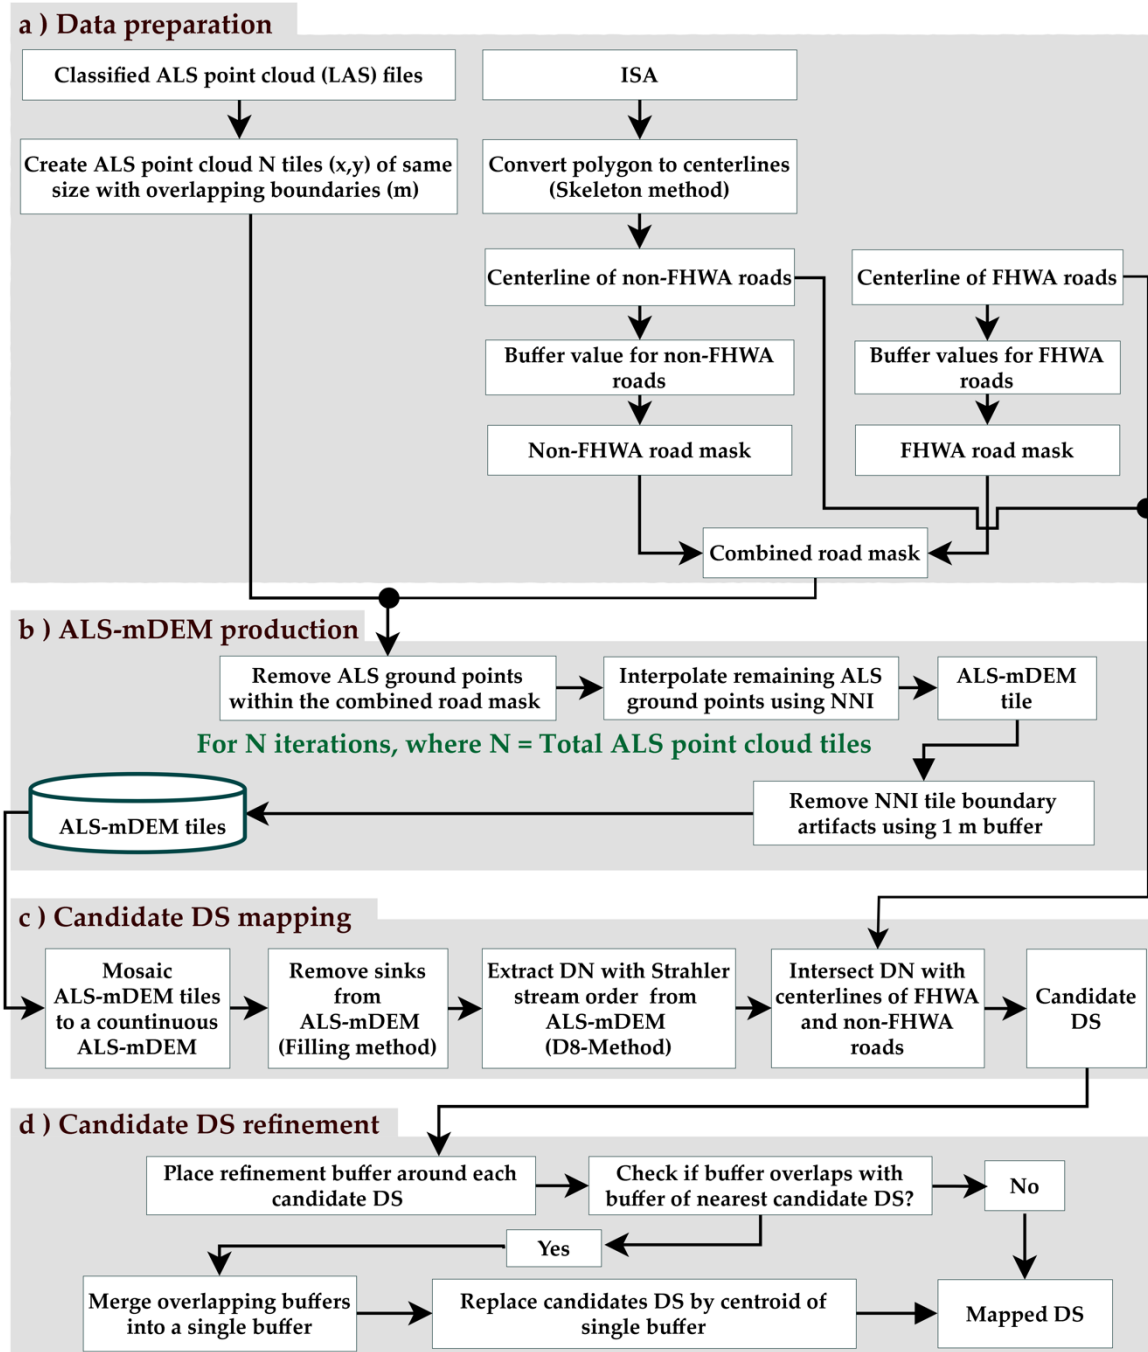 a ) Data preparation
Classified ALS point cloud (LAS) files
ISA
Create ALS point cloud N tiles (x,y) of same
size with overlapping boundaries (m)
Convert polygon to centerlines
(Skeleton method)
Centerline of non-FHWA roads
Centerline of FHWA roads
Buffer value for non-FHWA
roads
Buffer values for FHWA
roads
Non-FHWA road mask
FHWA road mask
Combined road mask
b ) ALS-mDEM production
Remove ALS ground points
within the combined road mask
Interpolate remaining ALS
ground points using NNI
ALS-mDEM
tile
For N iterations, where N = Total ALS point cloud tiles
Remove NNI tile boundary
artifacts using 1 m buffer
ALS-mDEM tiles
c ) Candidate DS mapping
Mosaic
ALS-mDEM tiles
to a countinuous
ALS-mDEM
Remove sinks
from
ALS-mDEM
(Filling method)
Extract DN with Strahler
stream order from
ALS-mDEM
(D8-Method)
Intersect DN with
centerlines of FHWA
and non-FHWA
roads
Candidate
DS
d ) Candidate DS refinement
Place refinement buffer around each
candidate DS
Check if buffer overlaps with
buffer of nearest candidate DS?
No
Yes
Merge overlapping buffers
into a single buffer
Replace candidates DS by centroid of
single buffer
Mapped DS